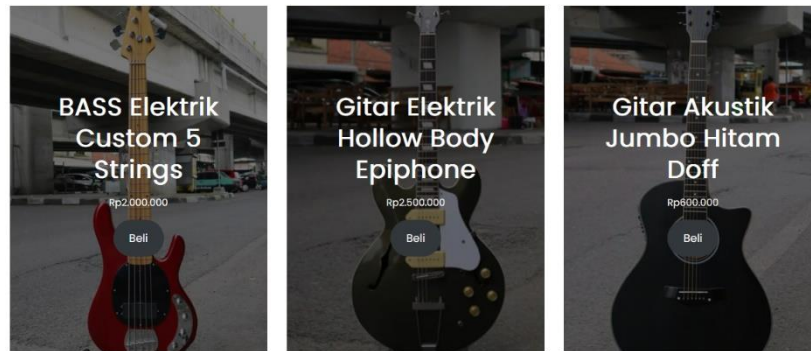 BASS Elektrik
Custom 5
Strings
Rp2.000.000
Beli
Gitar Elektrik
Hollow Body
Epiphone
Rp2.500.000
Beli
Gitar Akustik
Jumbo Hitam
Doff
Rp600.000
Beli